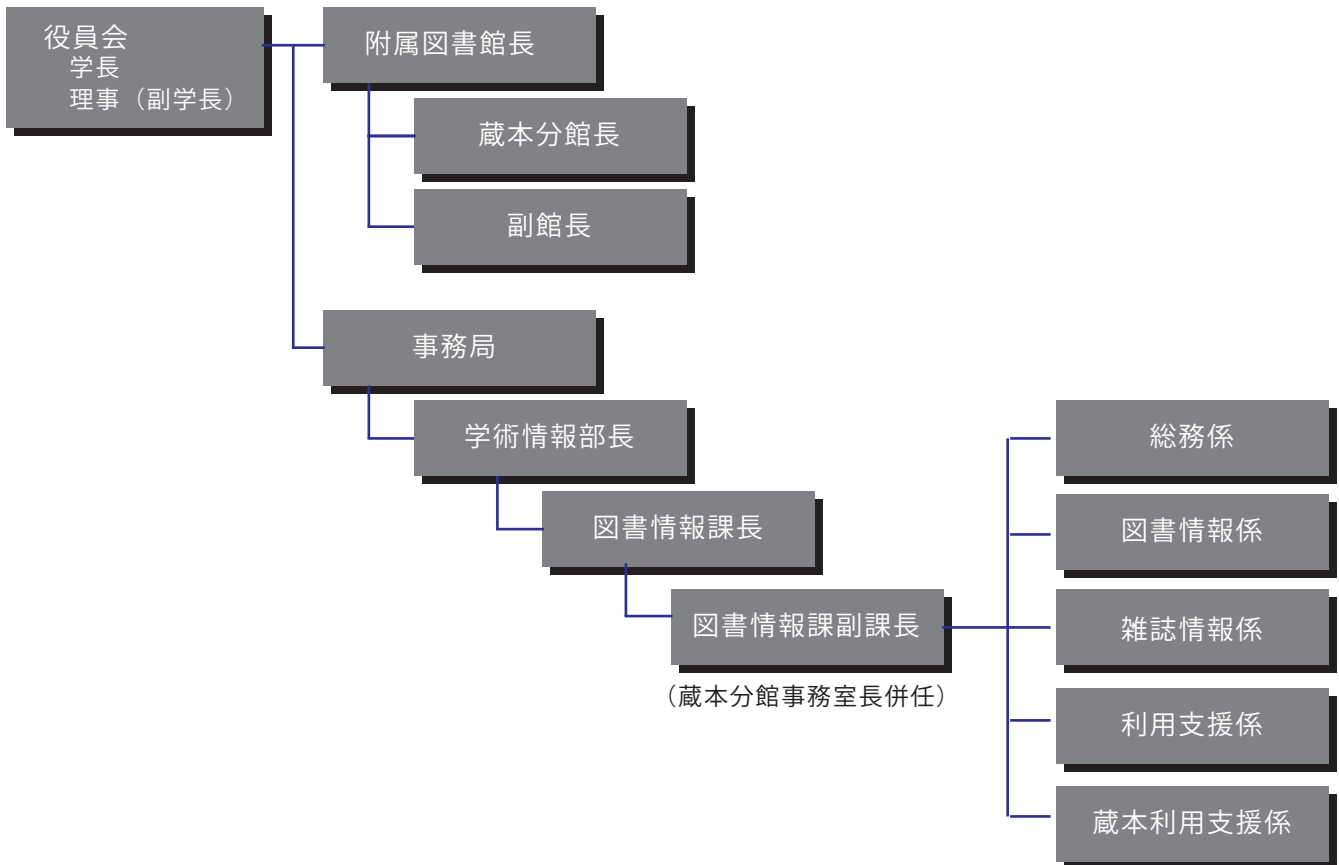 役員会
学長
理事（副学長）
附属図書館長
蔵本分館長
副館長
事務局
学術情報部長
図書情報課長
図書情報課副課長
（蔵本分館事務室長併任）
総務係
図書情報係
雑誌情報係
利用支援係
蔵本利用支援係